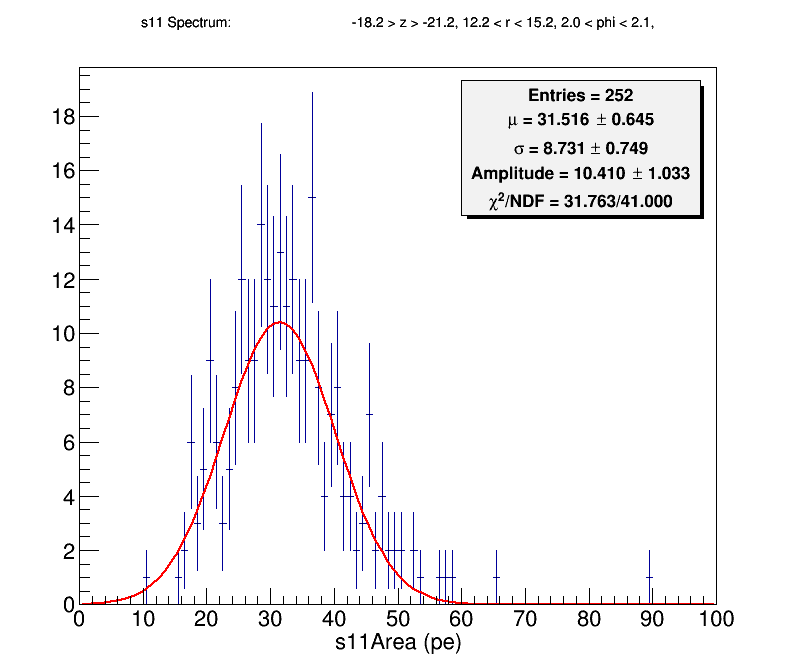 s11 Spectrum: -18.2 > z > -21.2, 12.2 < r < 15.2, 2.0 < phi < 2.1,
Entries = 252
μ = 31.516 ± 0.645
σ = 8.731 ± 0.749
Amplitude = 10.410 ± 1.033
χ²/NDF = 31.763/41.000
18
16
14
12
10
8
6
4
2
0
0 10 20 30 40 50 60 70 80 90 100
s11Area (pe)